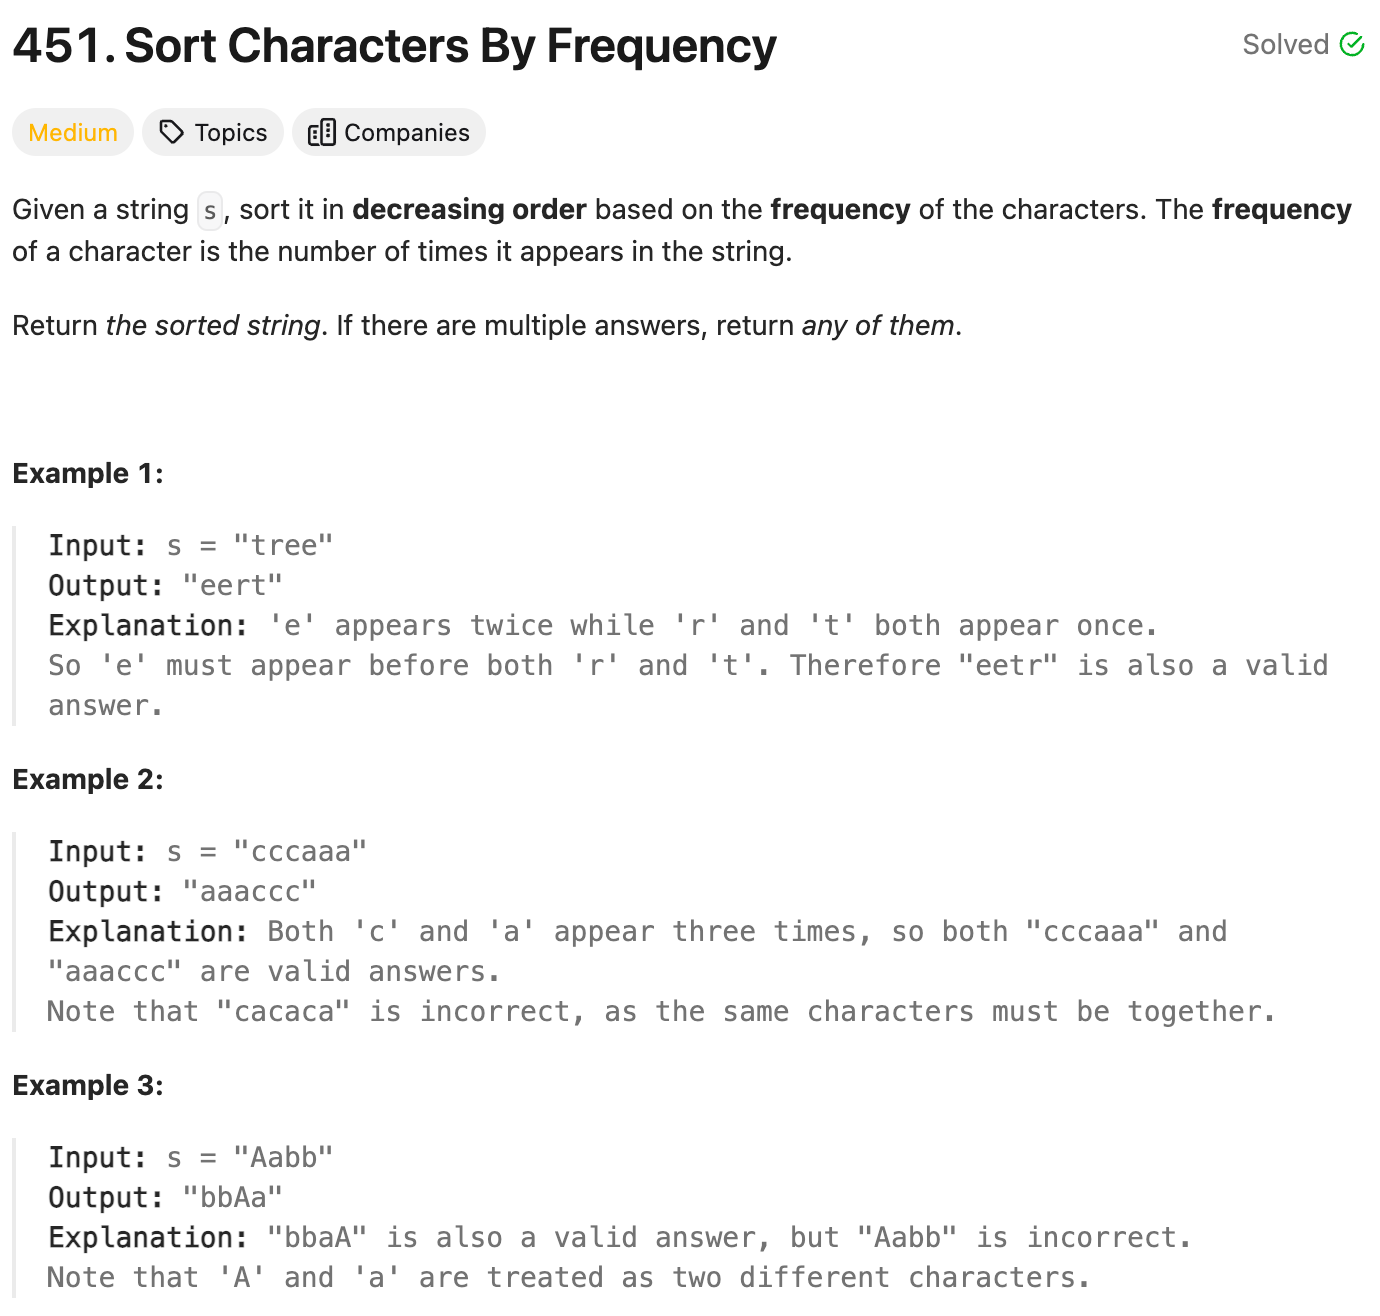 451. Sort Characters By Frequency
Solved
Medium
Topics
Companies
Given a string s, sort it in decreasing order based on the frequency of the characters. The frequency
of a character is the number of times it appears in the string.
Return the sorted string. If there are multiple answers, return any of them.
Example 1:
Input: s = "tree"
Output: "eert"
Explanation: 'e' appears twice while 'r' and 't' both appear once.
So 'e' must appear before both 'r' and 't'. Therefore "eetr" is also a valid
answer.
Example 2:
Input: s = "cccaaa"
Output: "aaaccc"
Explanation: Both 'c' and 'a' appear three times, so both "cccaaa" and
"aaaccc" are valid answers.
Note that "cacaca" is incorrect, as the same characters must be together.
Example 3:
Input: s = "Aabb"
Output: "bbAa"
Explanation: "bbaA" is also a valid answer, but "Aabb" is incorrect.
Note that 'A' and 'a' are treated as two different characters.